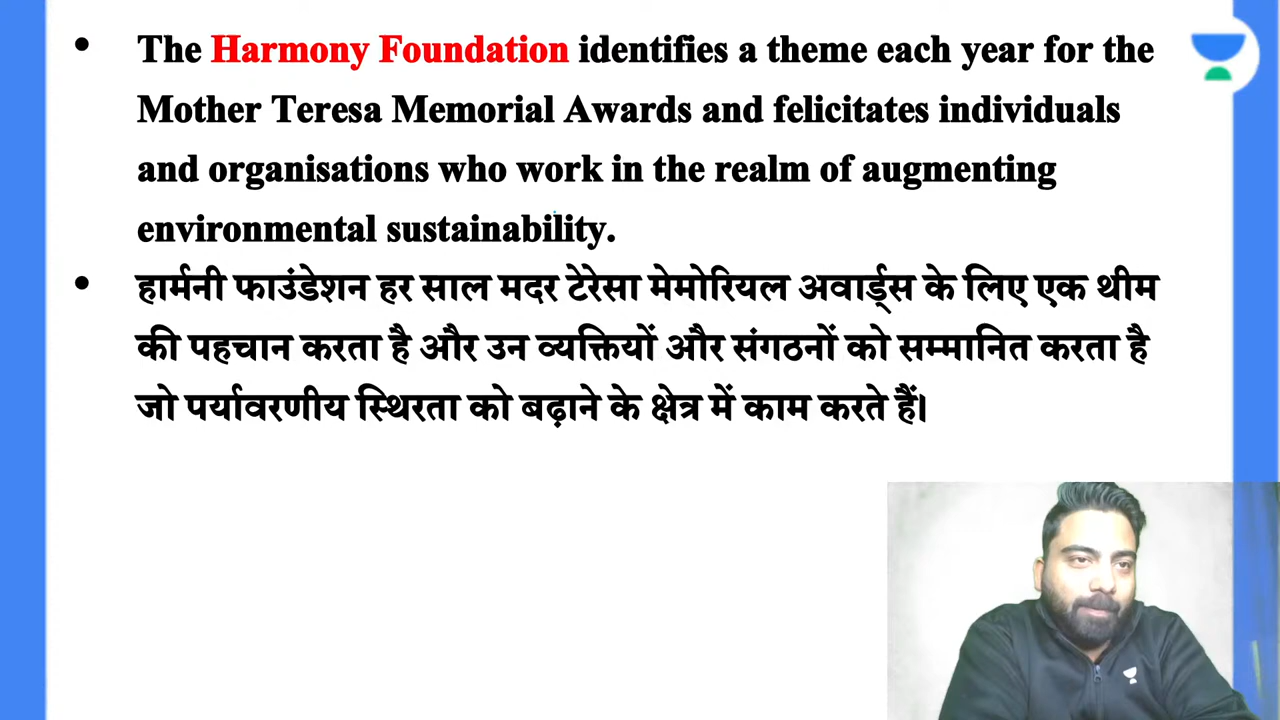 • The Harmony Foundation identifies a theme each year for the
Mother Teresa Memorial Awards and felicitates individuals
and organisations who work in the realm of augmenting
environmental sustainability.
• हार्मनी फाउंडेशन हर साल मदर टेरेसा मेमोरियल अवार्ड्स के लिए एक थीम
की पहचान करता है और उन व्यक्तियों और संगठनों को सम्मानित करता है
जो पर्यावरणीय स्थिरता को बढ़ाने के क्षेत्र में काम करते हैं।